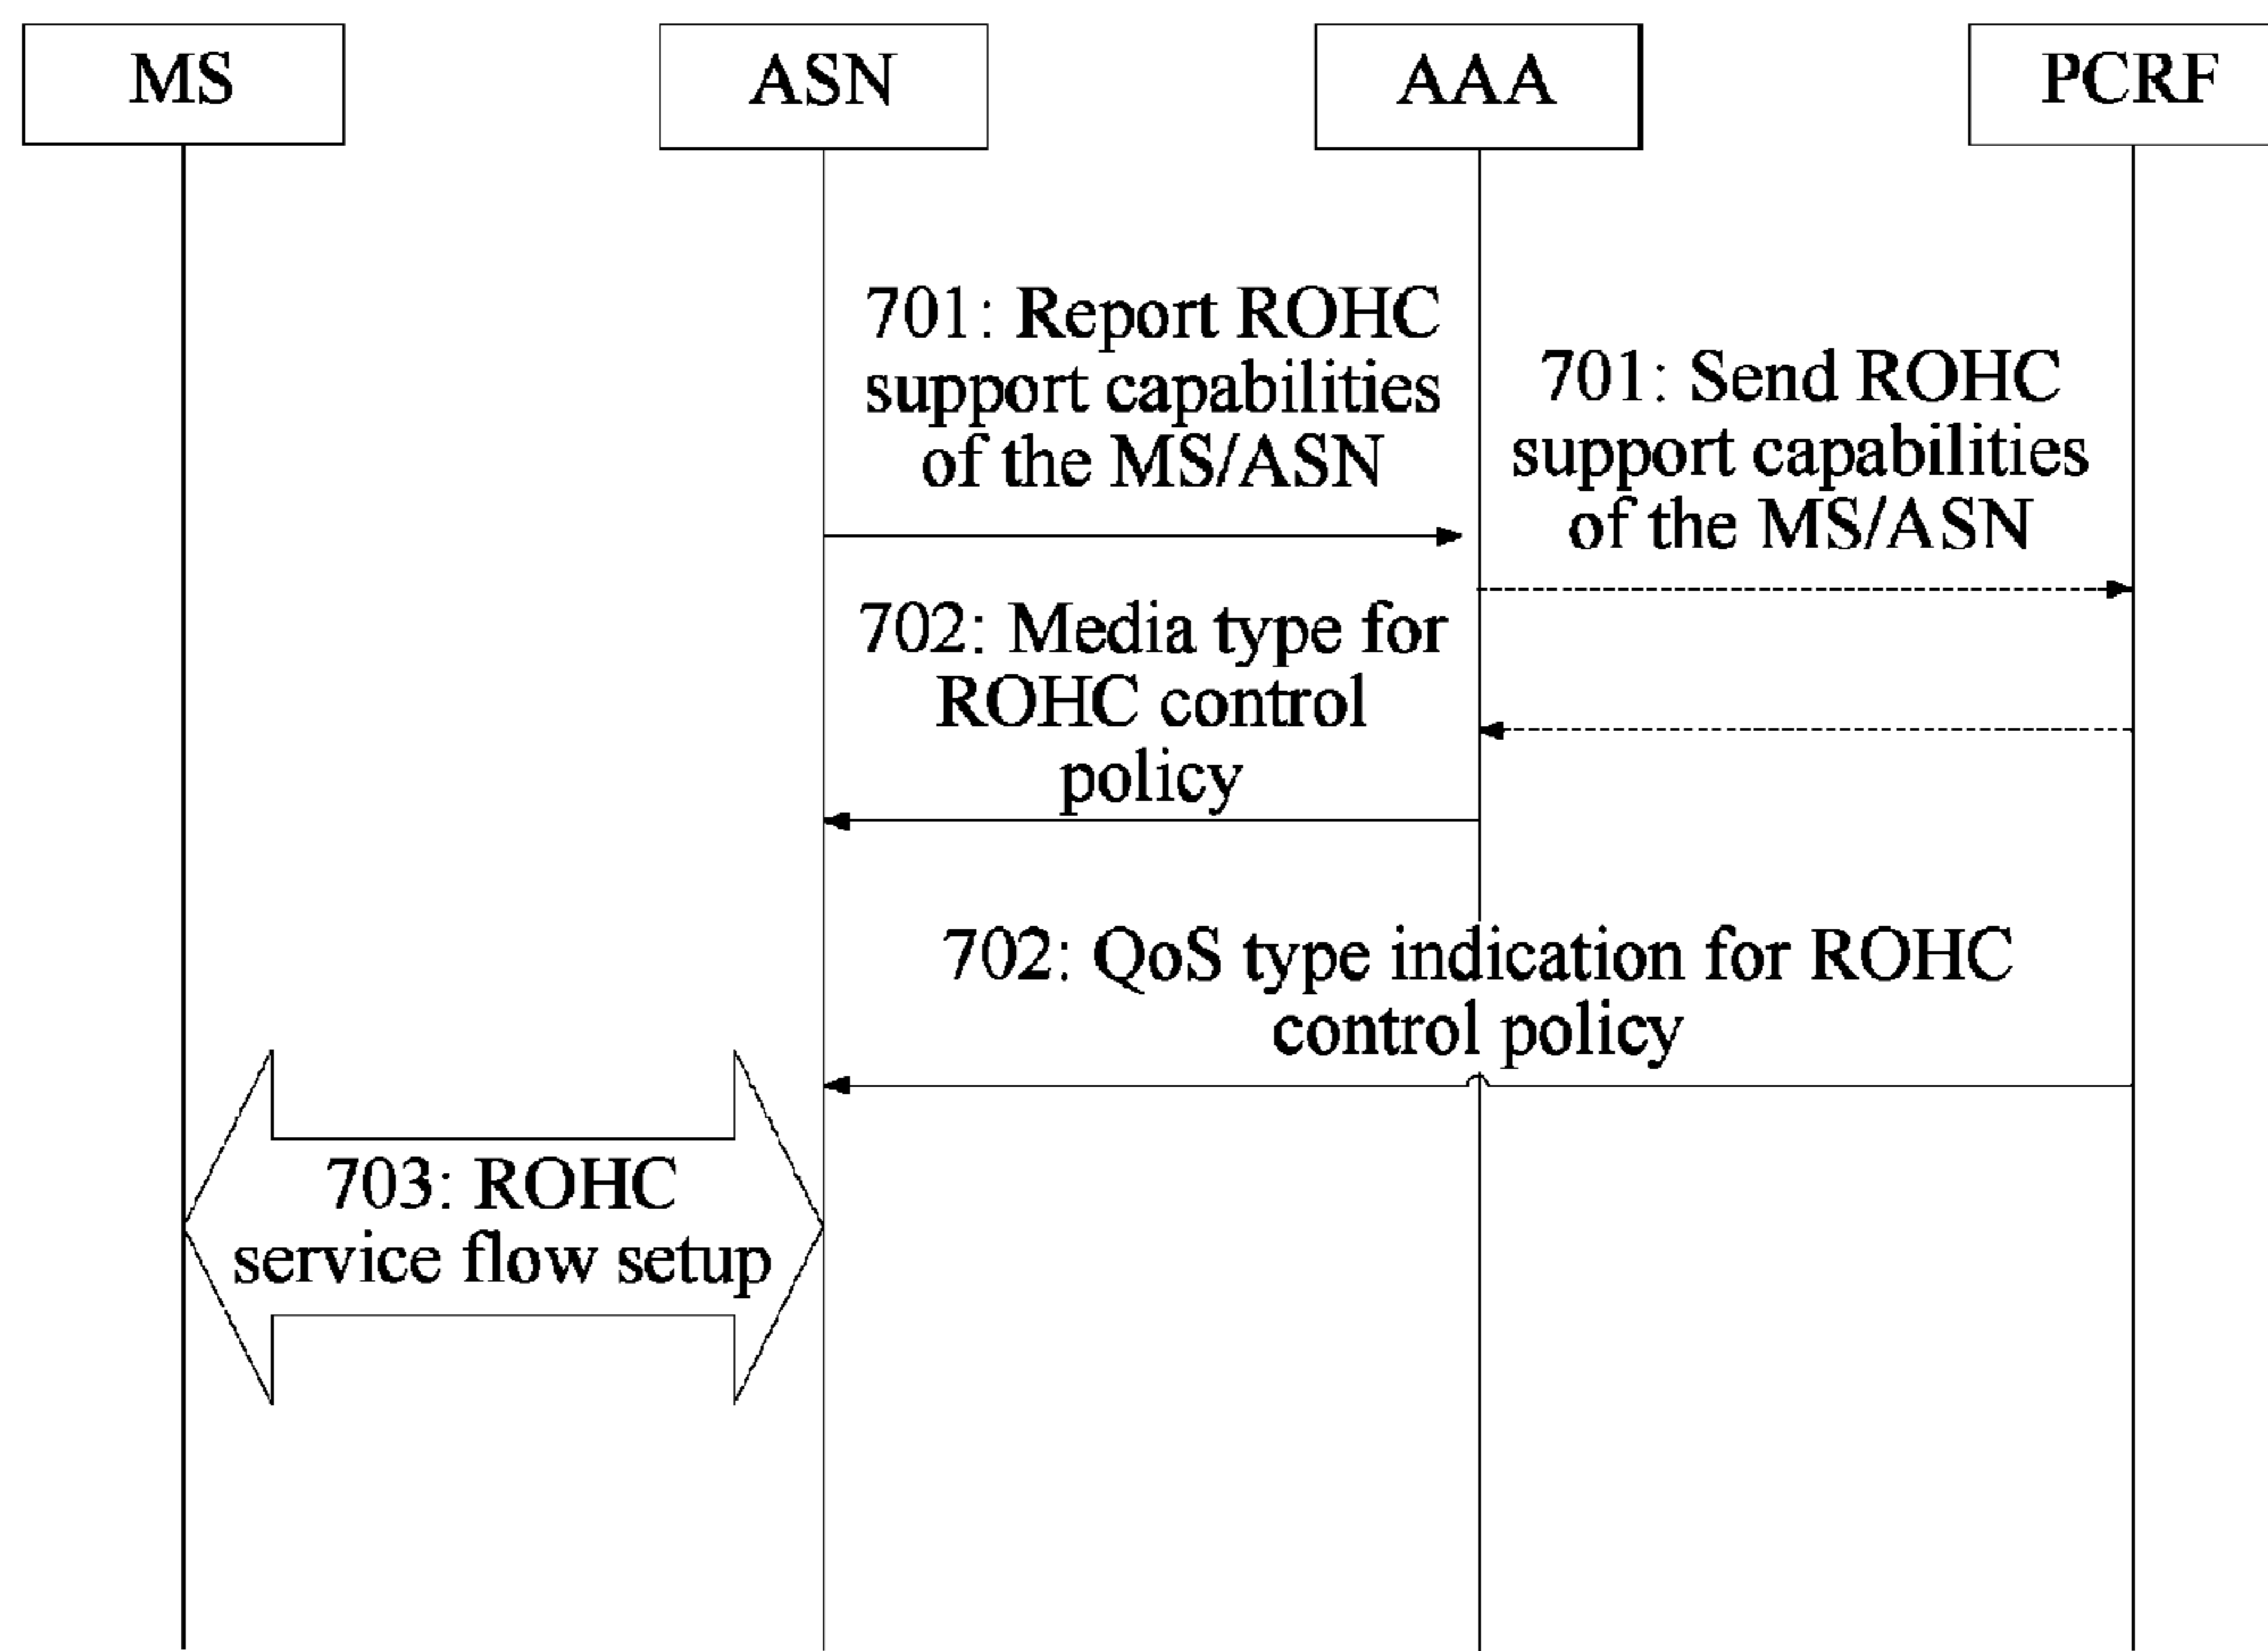 MS
ASN
AAA
PCRF
701: Report ROHC
support capabilities
of the MS/ASN
701: Send ROHC
support capabilities
of the MS/ASN
702: Media type for
ROHC control
policy
702: QoS type indication for ROHC
control policy
703: ROHC
service flow setup